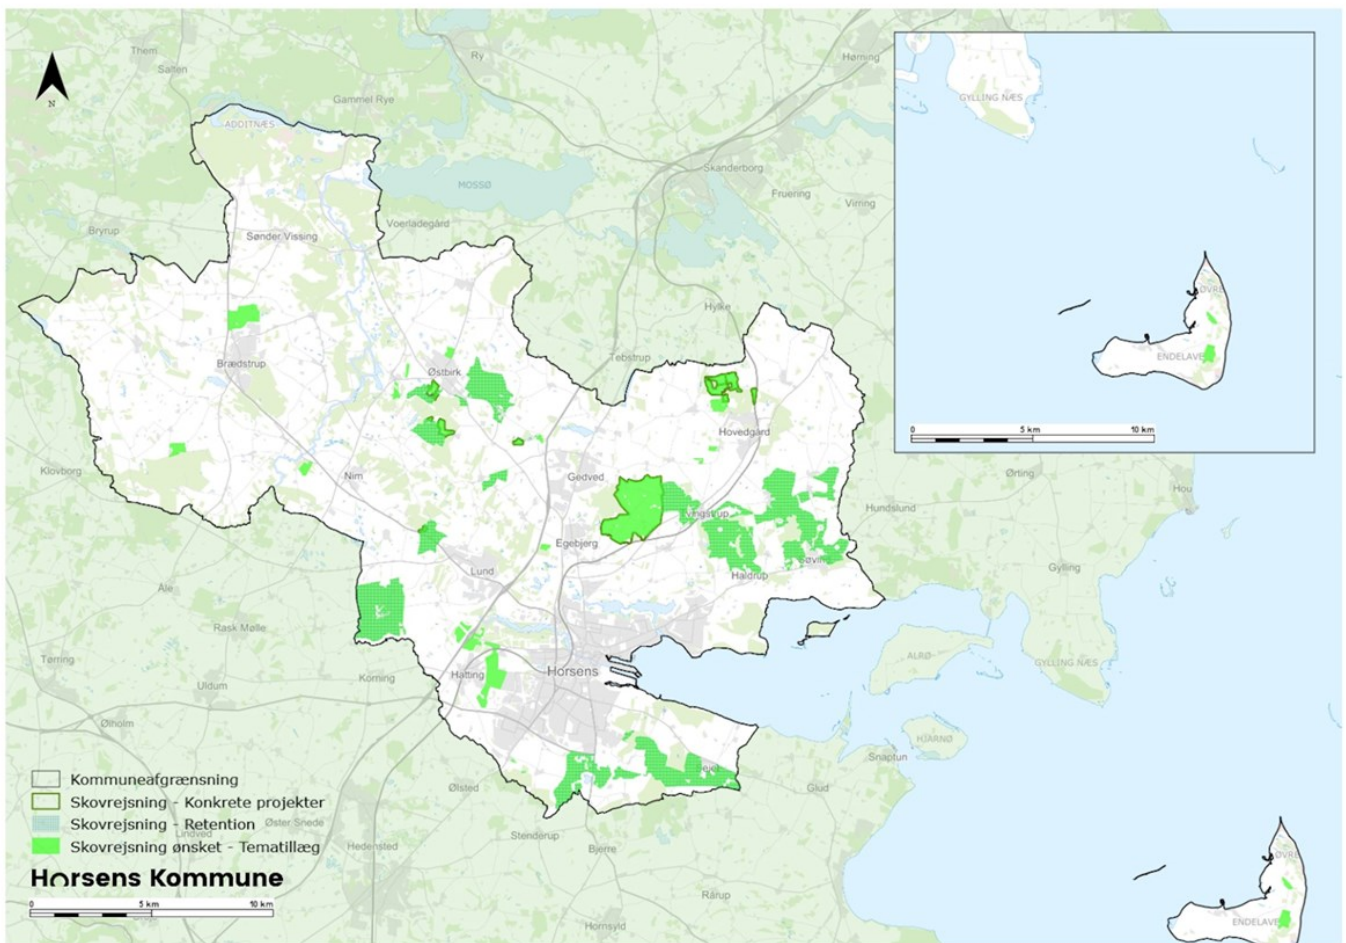 Them
Salten
Ry
Hørning
Gammel Rye
ADDITNÆS
GYLLING NÆS
Skanderborg
MOSSØ
Fruering
Virring
Bryrup
Voerladegård
Sønder Vissing
Hylke
ØVRE
Tebstrup
ENDELAVE
Brædstrup
Østbirk
0 5 km 10 km
Hovedgård
Klovborg
Nim
Gedved
Ørting
Hou
Hundslund
Egebjerg
Lund
Haldrup
Gylling
Åle
Rask Mølle
Tørring
Uldum
Korning
Hatting
Horsens
ALRØ
GYLLING NÆS
Ølholm
HJARNØ
Snaptun
Kommuneafgrænsning
Skovrejsning - Konkrete projekter
Skovrejsning - Retention
Skovrejsning ønsket - Tematillæg
Ølsted
Glud
Øster Snede
Lindved
Hedensted
Stenderup
Bjerre
Horsens Kommune
0 5 km 10 km
Rårup
Hornsyld
ØVRE
ENDELAVE
N